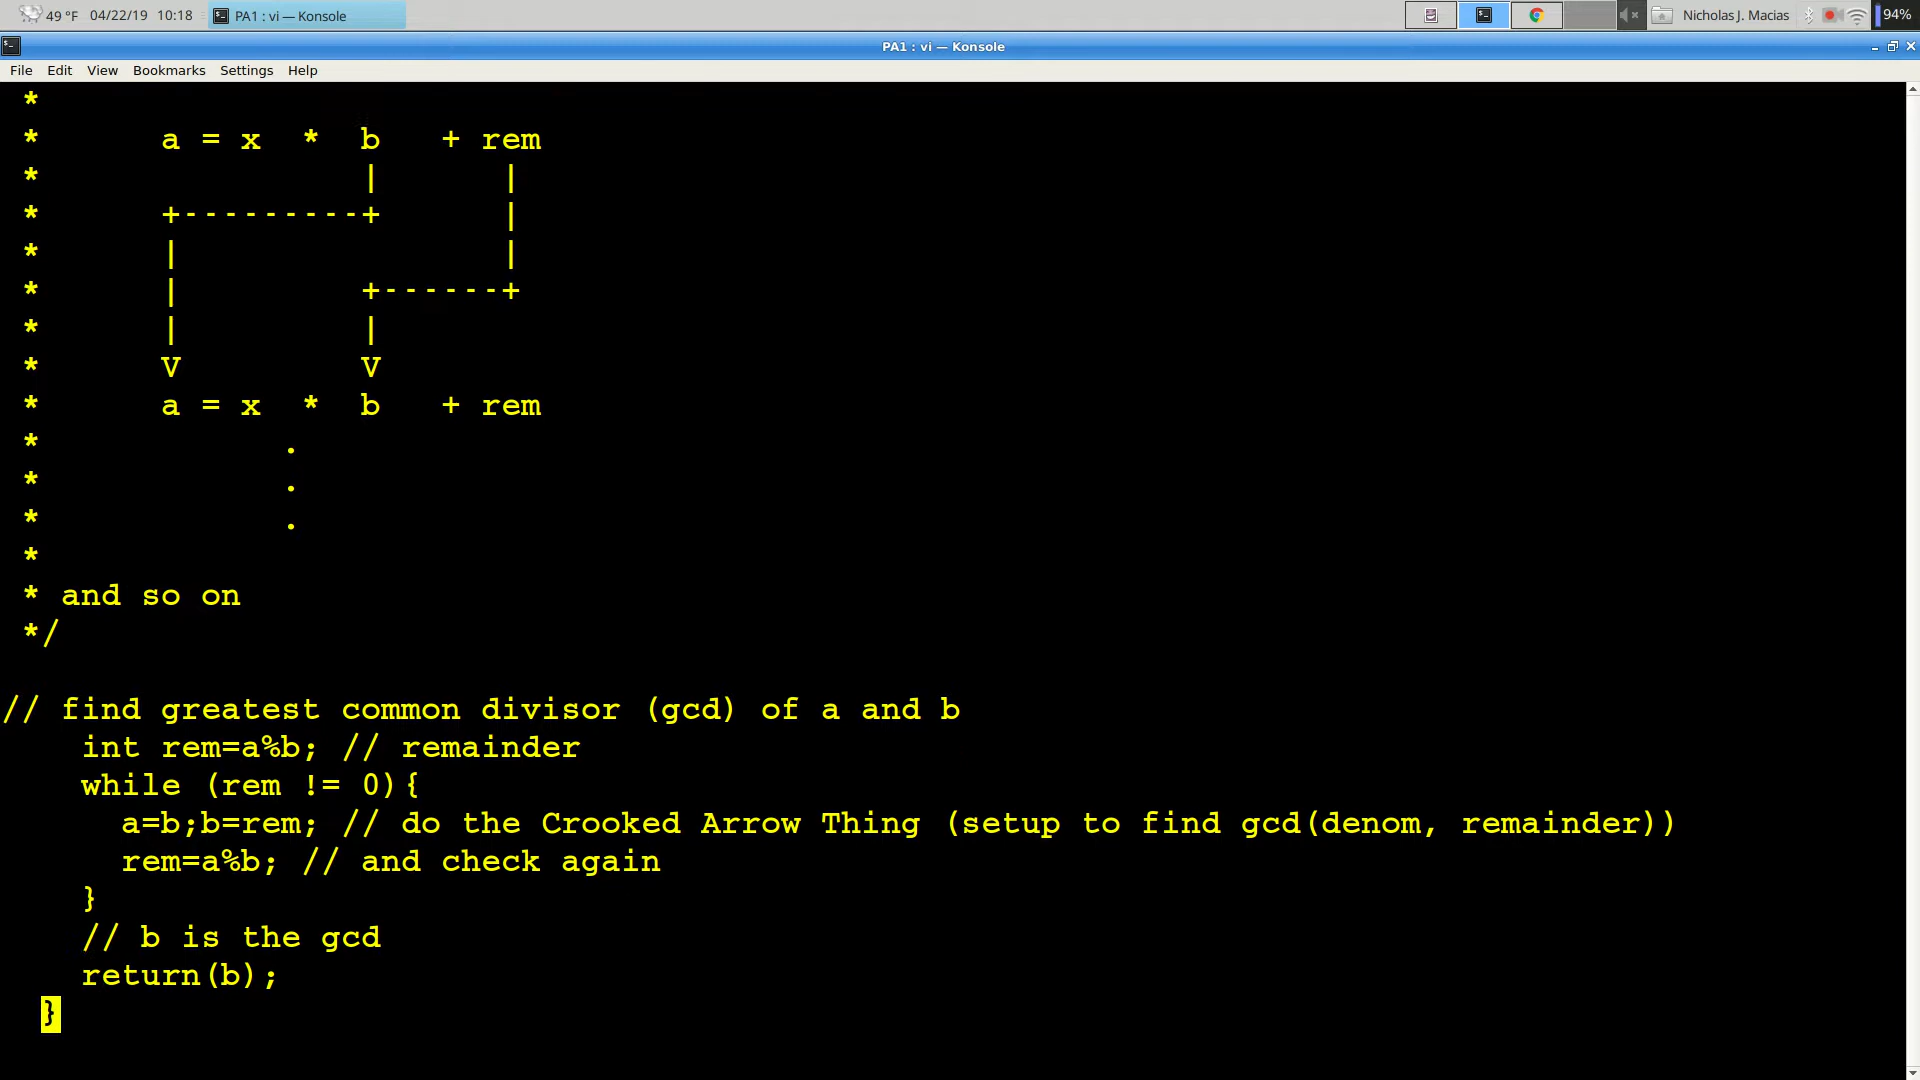 49 °F 04/22/19 10:18 PA1 : vi — Konsole Nicholas J. Macias 94%
PA1 : vi — Konsole
File Edit View Bookmarks Settings Help
*
*      a = x  *  b   + rem
*                |      |
*      +---------+      |
*      |                |
*      |         +------+
*      |         |
*      V         V
*      a = x  *  b   + rem
*            .
*            .
*            .
*
* and so on
*/
// find greatest common divisor (gcd) of a and b
    int rem=a%b; // remainder
    while (rem != 0){
      a=b;b=rem; // do the Crooked Arrow Thing (setup to find gcd(denom, remainder))
      rem=a%b; // and check again
    }
    // b is the gcd
    return(b);
  }